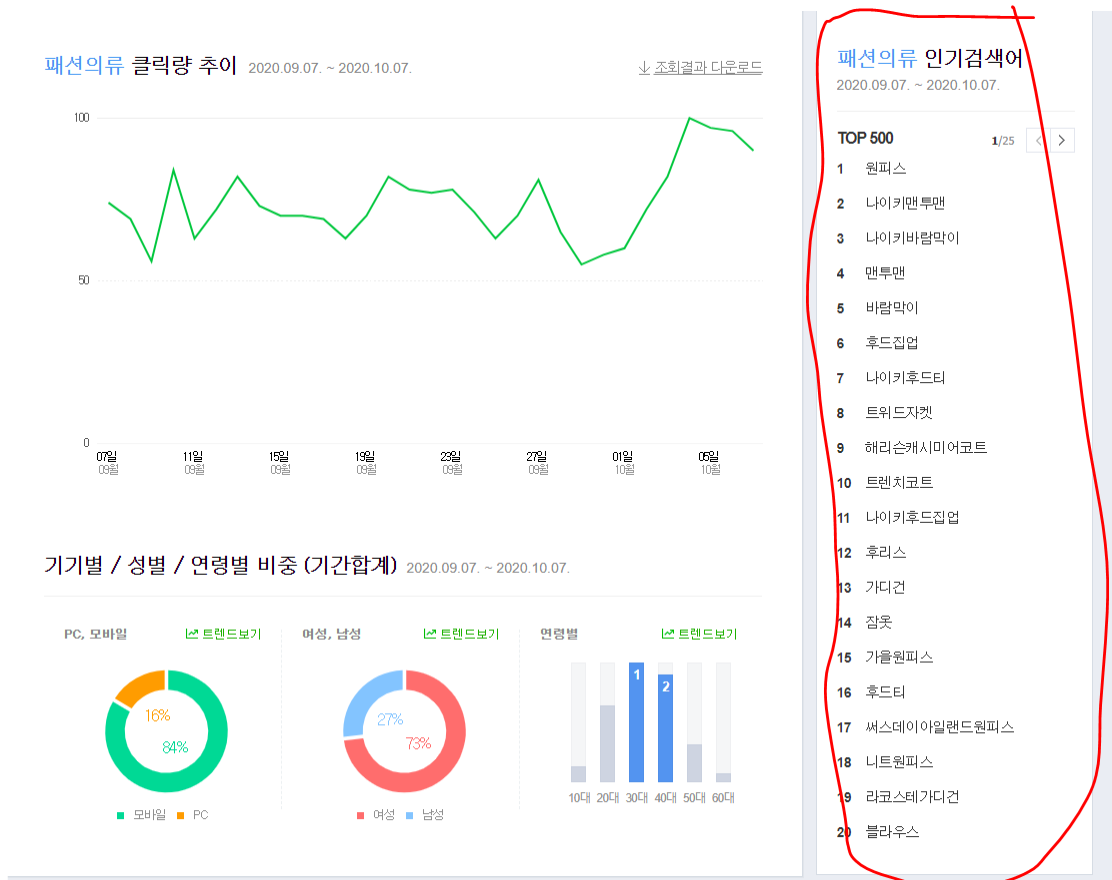 패션의류 클릭량 추이 2020.09.07. ~ 2020.10.07.
조회결과 다운로드
100
50
0
07일 11일 15일 19일 23일 27일 01일 05일
09월 09월 09월 09월 09월 09월 10월 10월
기기별 / 성별 / 연령별 비중 (기간합계) 2020.09.07. ~ 2020.10.07.
PC, 모바일 트렌드보기
16%
84%
모바일 PC
여성, 남성 트렌드보기
27%
73%
여성 남성
연령별 트렌드보기
1
2
10대 20대 30대 40대 50대 60대
패션의류 인기검색어
2020.09.07. ~ 2020.10.07.
TOP 500 1/25
1 원피스
2 나이키맨투맨
3 나이키바람막이
4 맨투맨
5 바람막이
6 후드집업
7 나이키후드티
8 트위드자켓
9 해리슨캐시미어코트
10 트렌치코트
11 나이키후드집업
12 후리스
13 가디건
14 잠옷
15 가을원피스
16 후드티
17 써스데이아일랜드원피스
18 니트원피스
19 라코스테가디건
20 블라우스